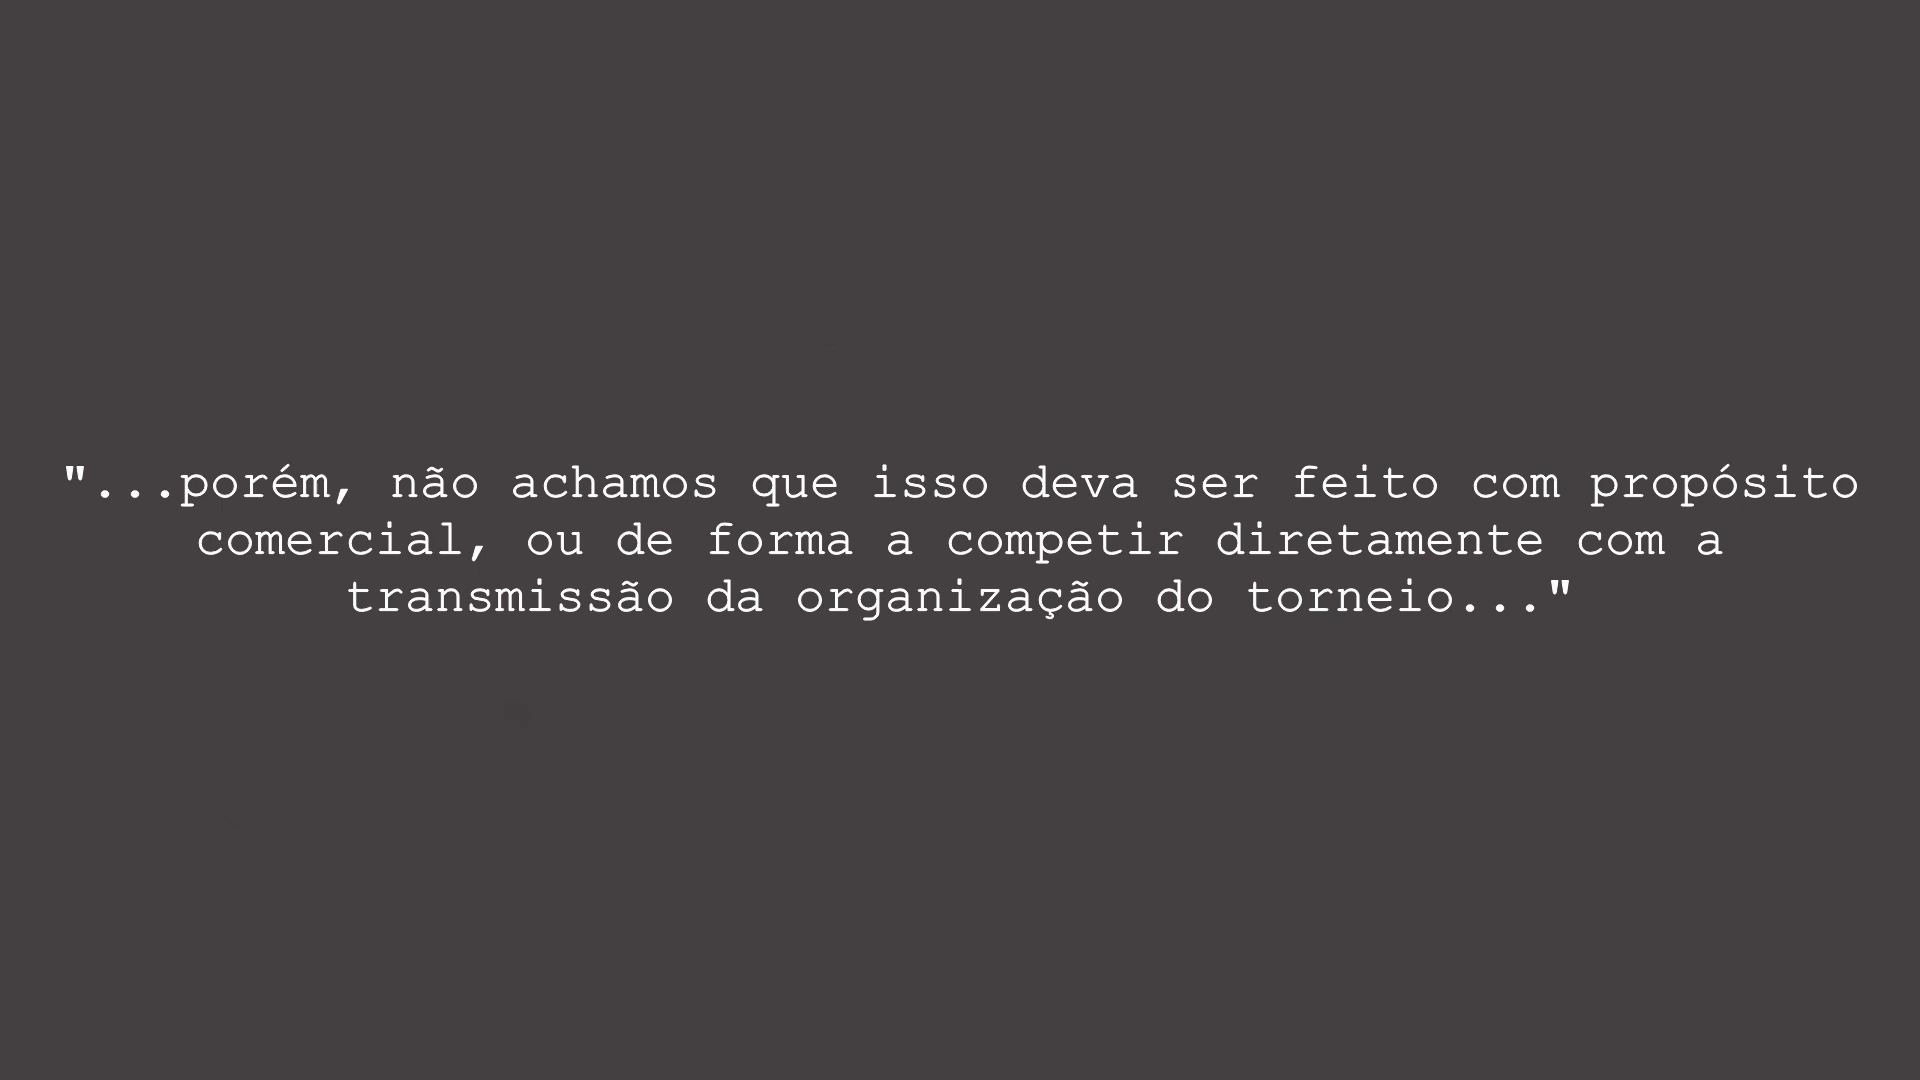 "...porém, não achamos que isso deva ser feito com propósito
comercial, ou de forma a competir diretamente com a
transmissão da organização do torneio..."